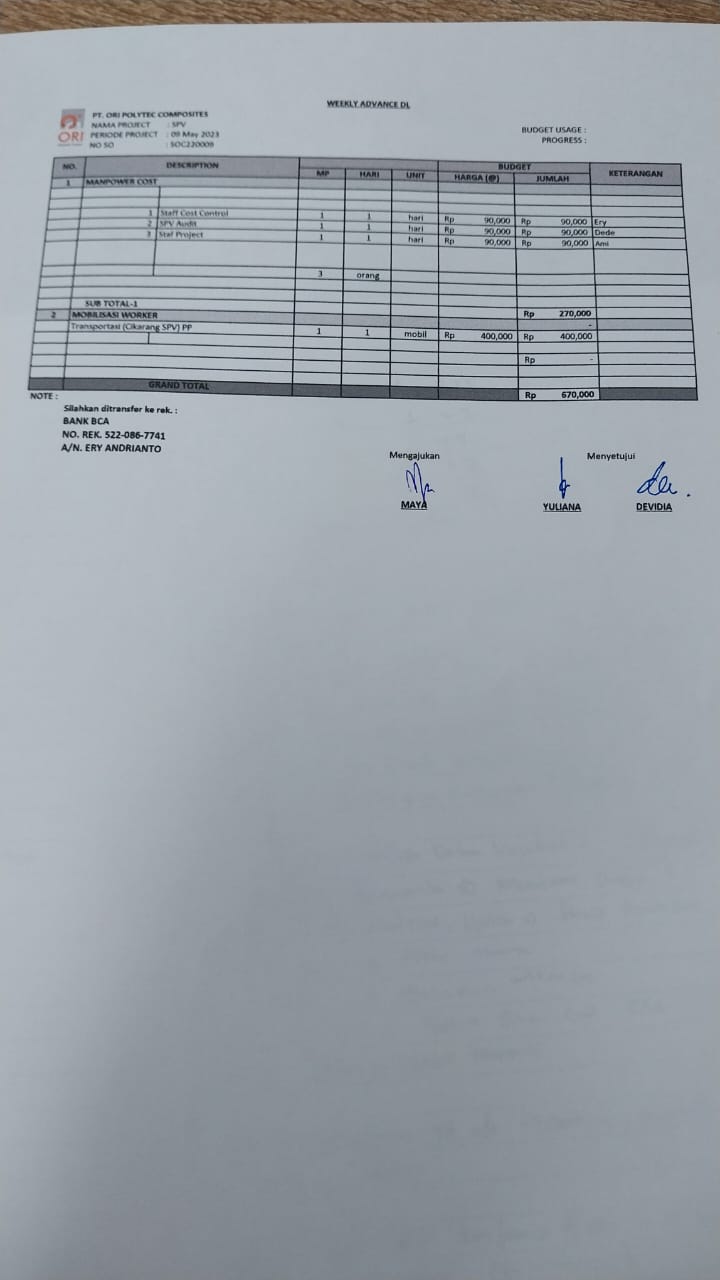 WEEKLY ADVANCE DL
ORI
PT. ORI POLYTEC COMPOSITES
NAMA PROJECT : SPV
PERIODE PROJECT : 09 May 2023
NO SO : SOC220009
BUDGET USAGE :
PROGRESS :
NO. DESCRIPTION MP HARI UNIT BUDGET KETERANGAN
HARGA (@) JUMLAH
1 MANPOWER COST
1 Staff Cost Control 1 1 hari Rp 90,000 Rp 90,000 Ery
2 SPV Audit 1 1 hari Rp 90,000 Rp 90,000 Dede
3 Staf Project 1 1 hari Rp 90,000 Rp 90,000 Ami
3 orang
SUB TOTAL-1 Rp 270,000
2 MOBILISASI WORKER -
Transportasi (Cikarang SPV) PP 1 1 mobil Rp 400,000 Rp 400,000
Rp -
GRAND TOTAL Rp 670,000
NOTE :
Silahkan ditransfer ke rek. :
BANK BCA
NO. REK. 522-086-7741
A/N. ERY ANDRIANTO
Mengajukan Menyetujui
MAYA YULIANA DEVIDIA